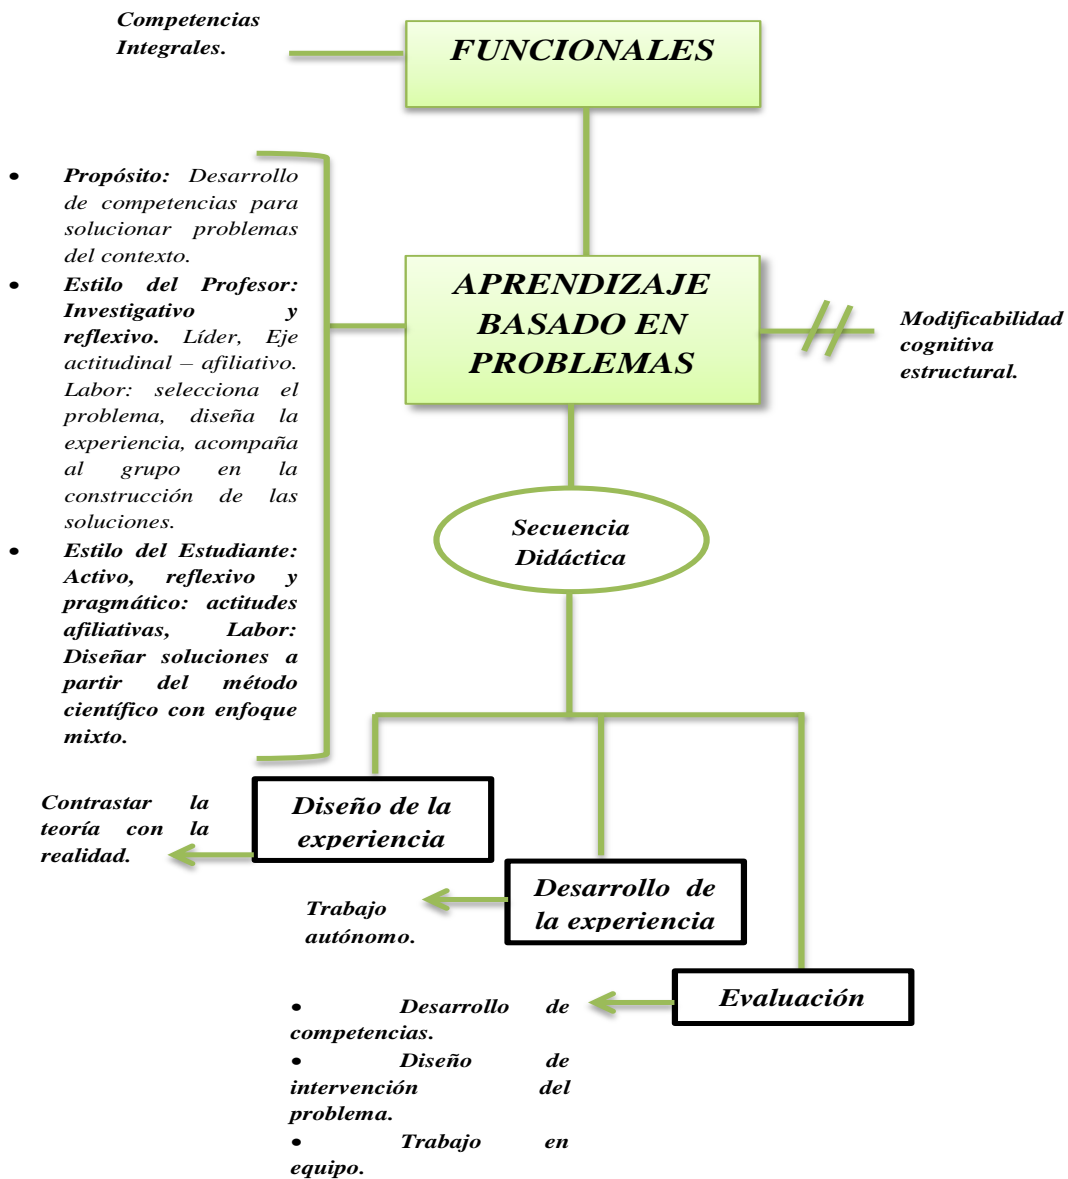 Competencias
Integrales.
FUNCIONALES
• Propósito: Desarrollo
de competencias para
solucionar problemas
del contexto.
• Estilo del Profesor:
Investigativo y
reflexivo. Líder, Eje
actitudinal – afiliativo.
Labor: selecciona el
problema, diseña la
experiencia, acompaña
al grupo en la
construcción de las
soluciones.
• Estilo del Estudiante:
Activo, reflexivo y
pragmático: actitudes
afiliativas, Labor:
Diseñar soluciones a
partir del método
científico con enfoque
mixto.
APRENDIZAJE
BASADO EN
PROBLEMAS
Modificabilidad
cognitiva
estructural.
Secuencia
Didáctica
Contrastar la
teoría con la
realidad.
Diseño de la
experiencia
Trabajo
autónomo.
Desarrollo de
la experiencia
Evaluación
• Desarrollo de
competencias.
• Diseño de
intervención del
problema.
• Trabajo en
equipo.